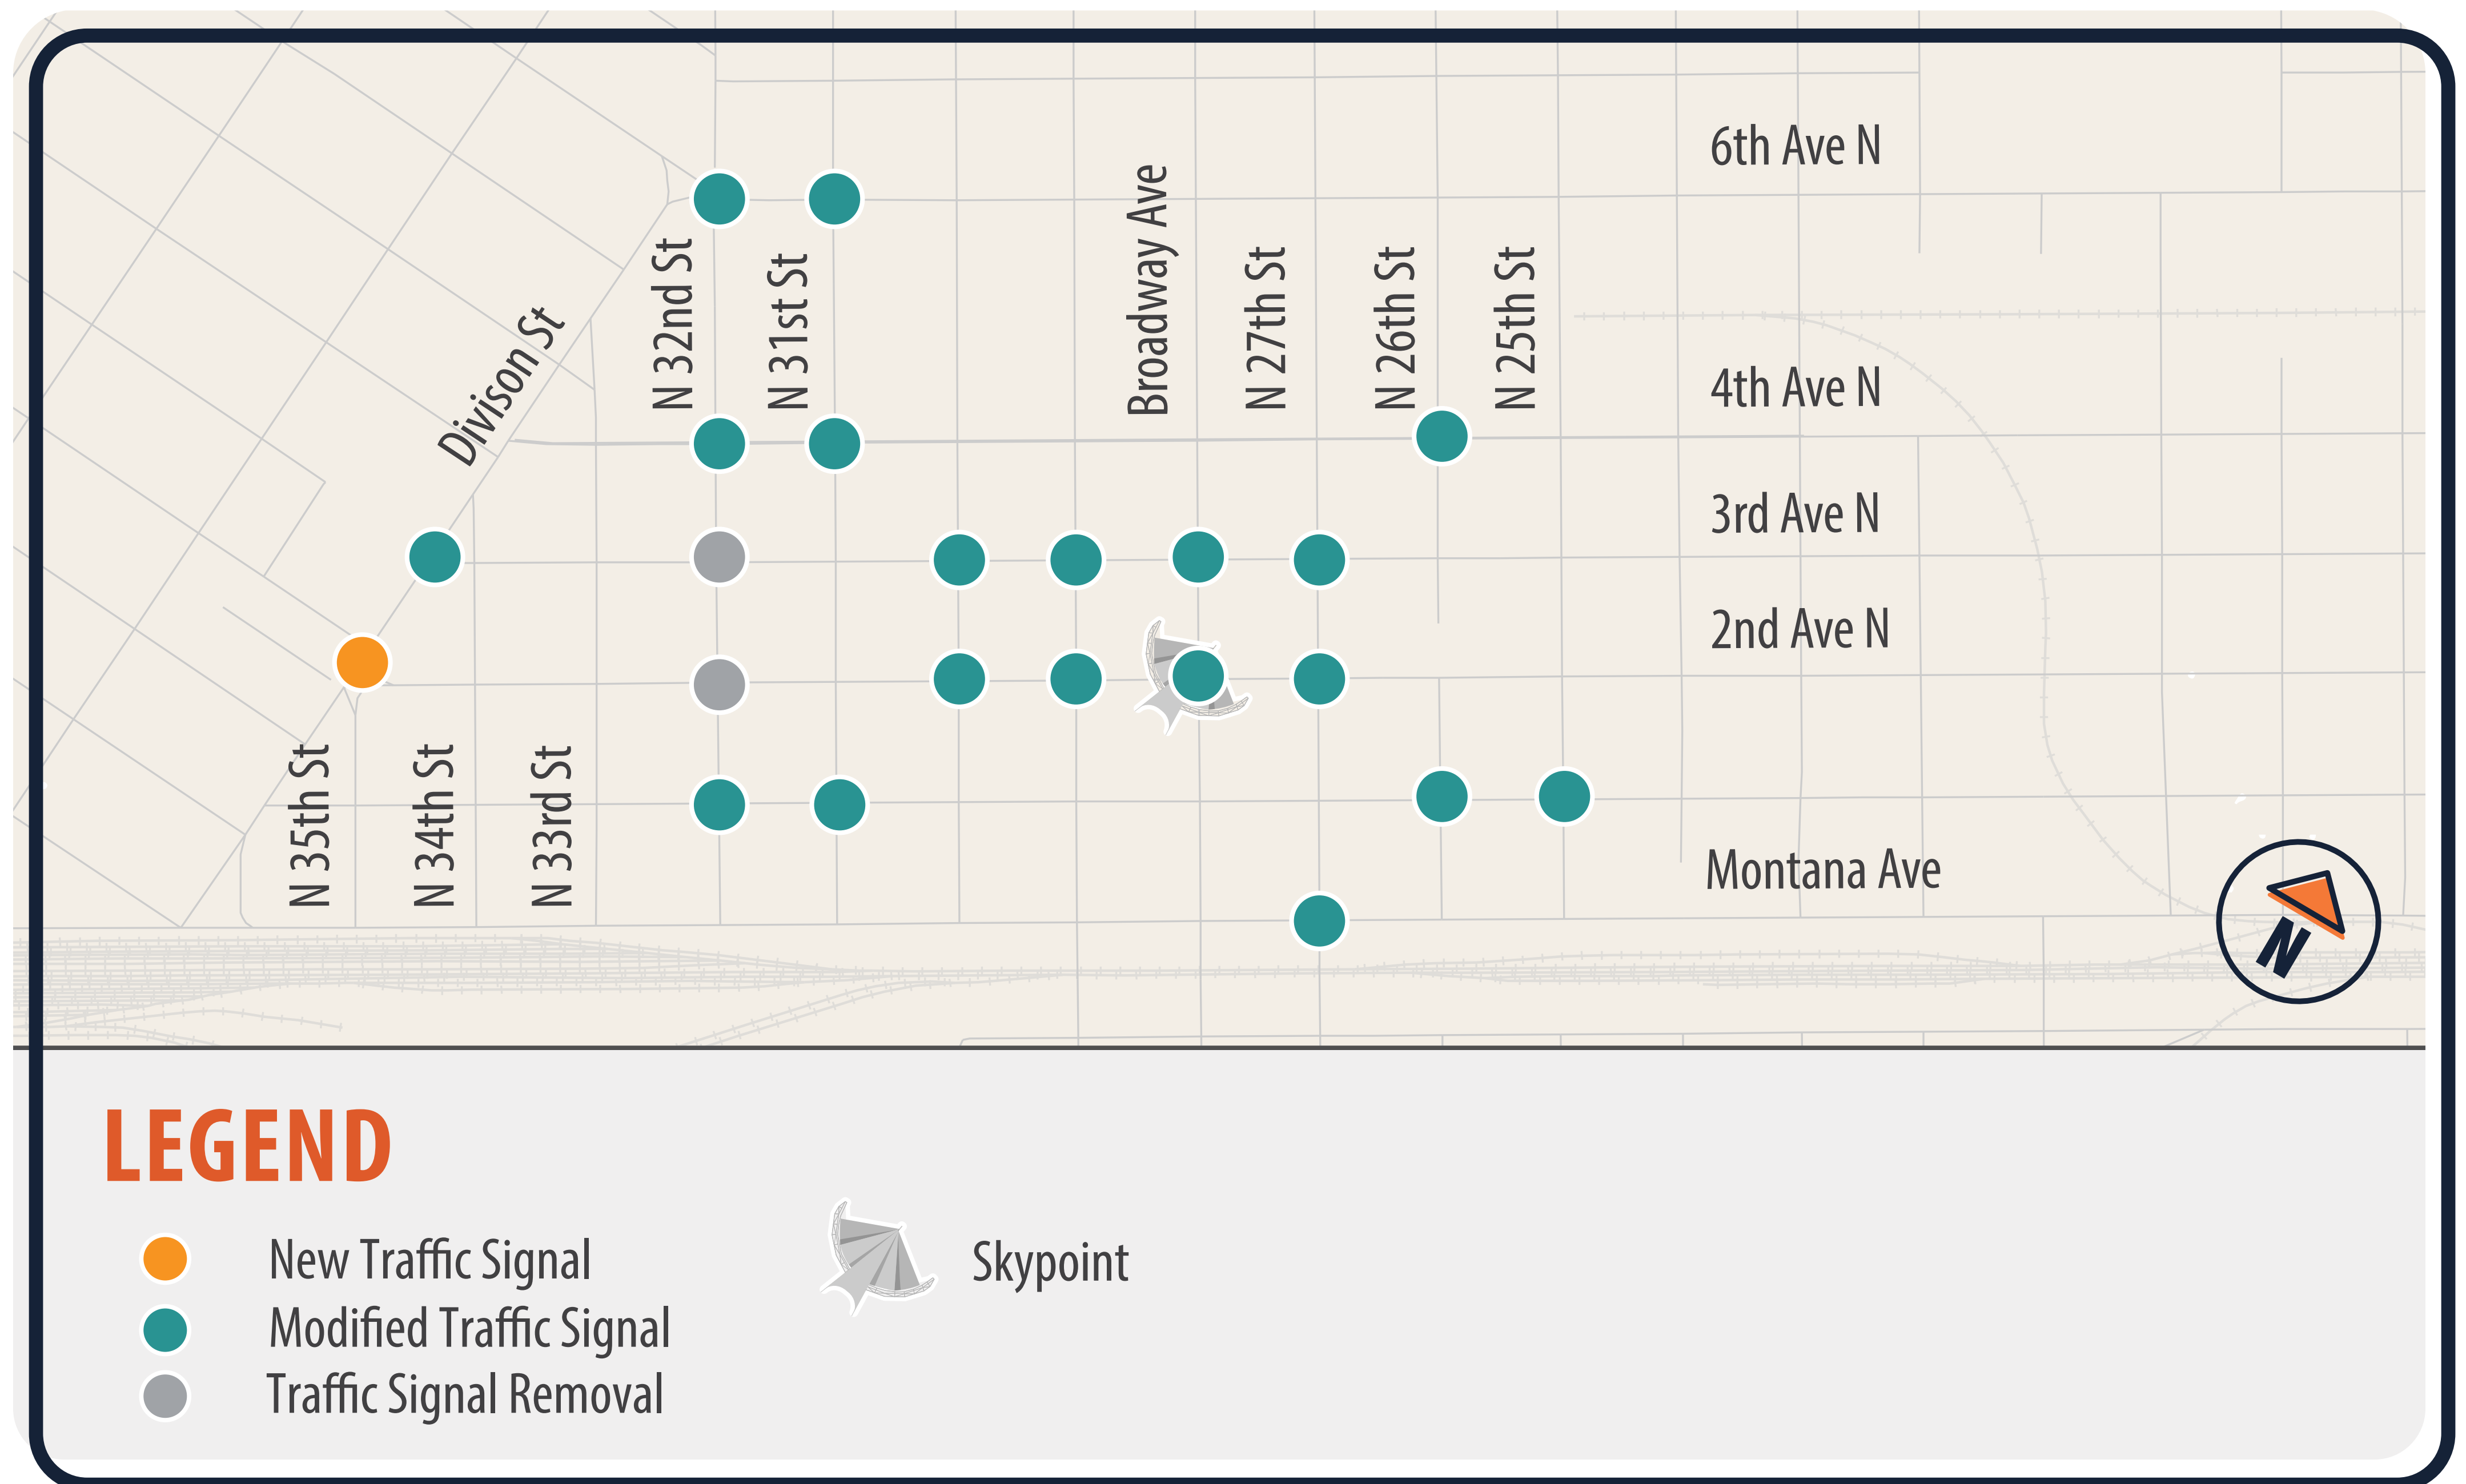 6th Ave N
Broadway Ave
N 32nd St
N 31st St
N 27th St
N 26th St
N 25th St
Divison St
4th Ave N
3rd Ave N
2nd Ave N
N 35th St
N 34th St
N 33rd St
Montana Ave
N
LEGEND
New Traffic Signal
Modified Traffic Signal
Traffic Signal Removal
Skypoint